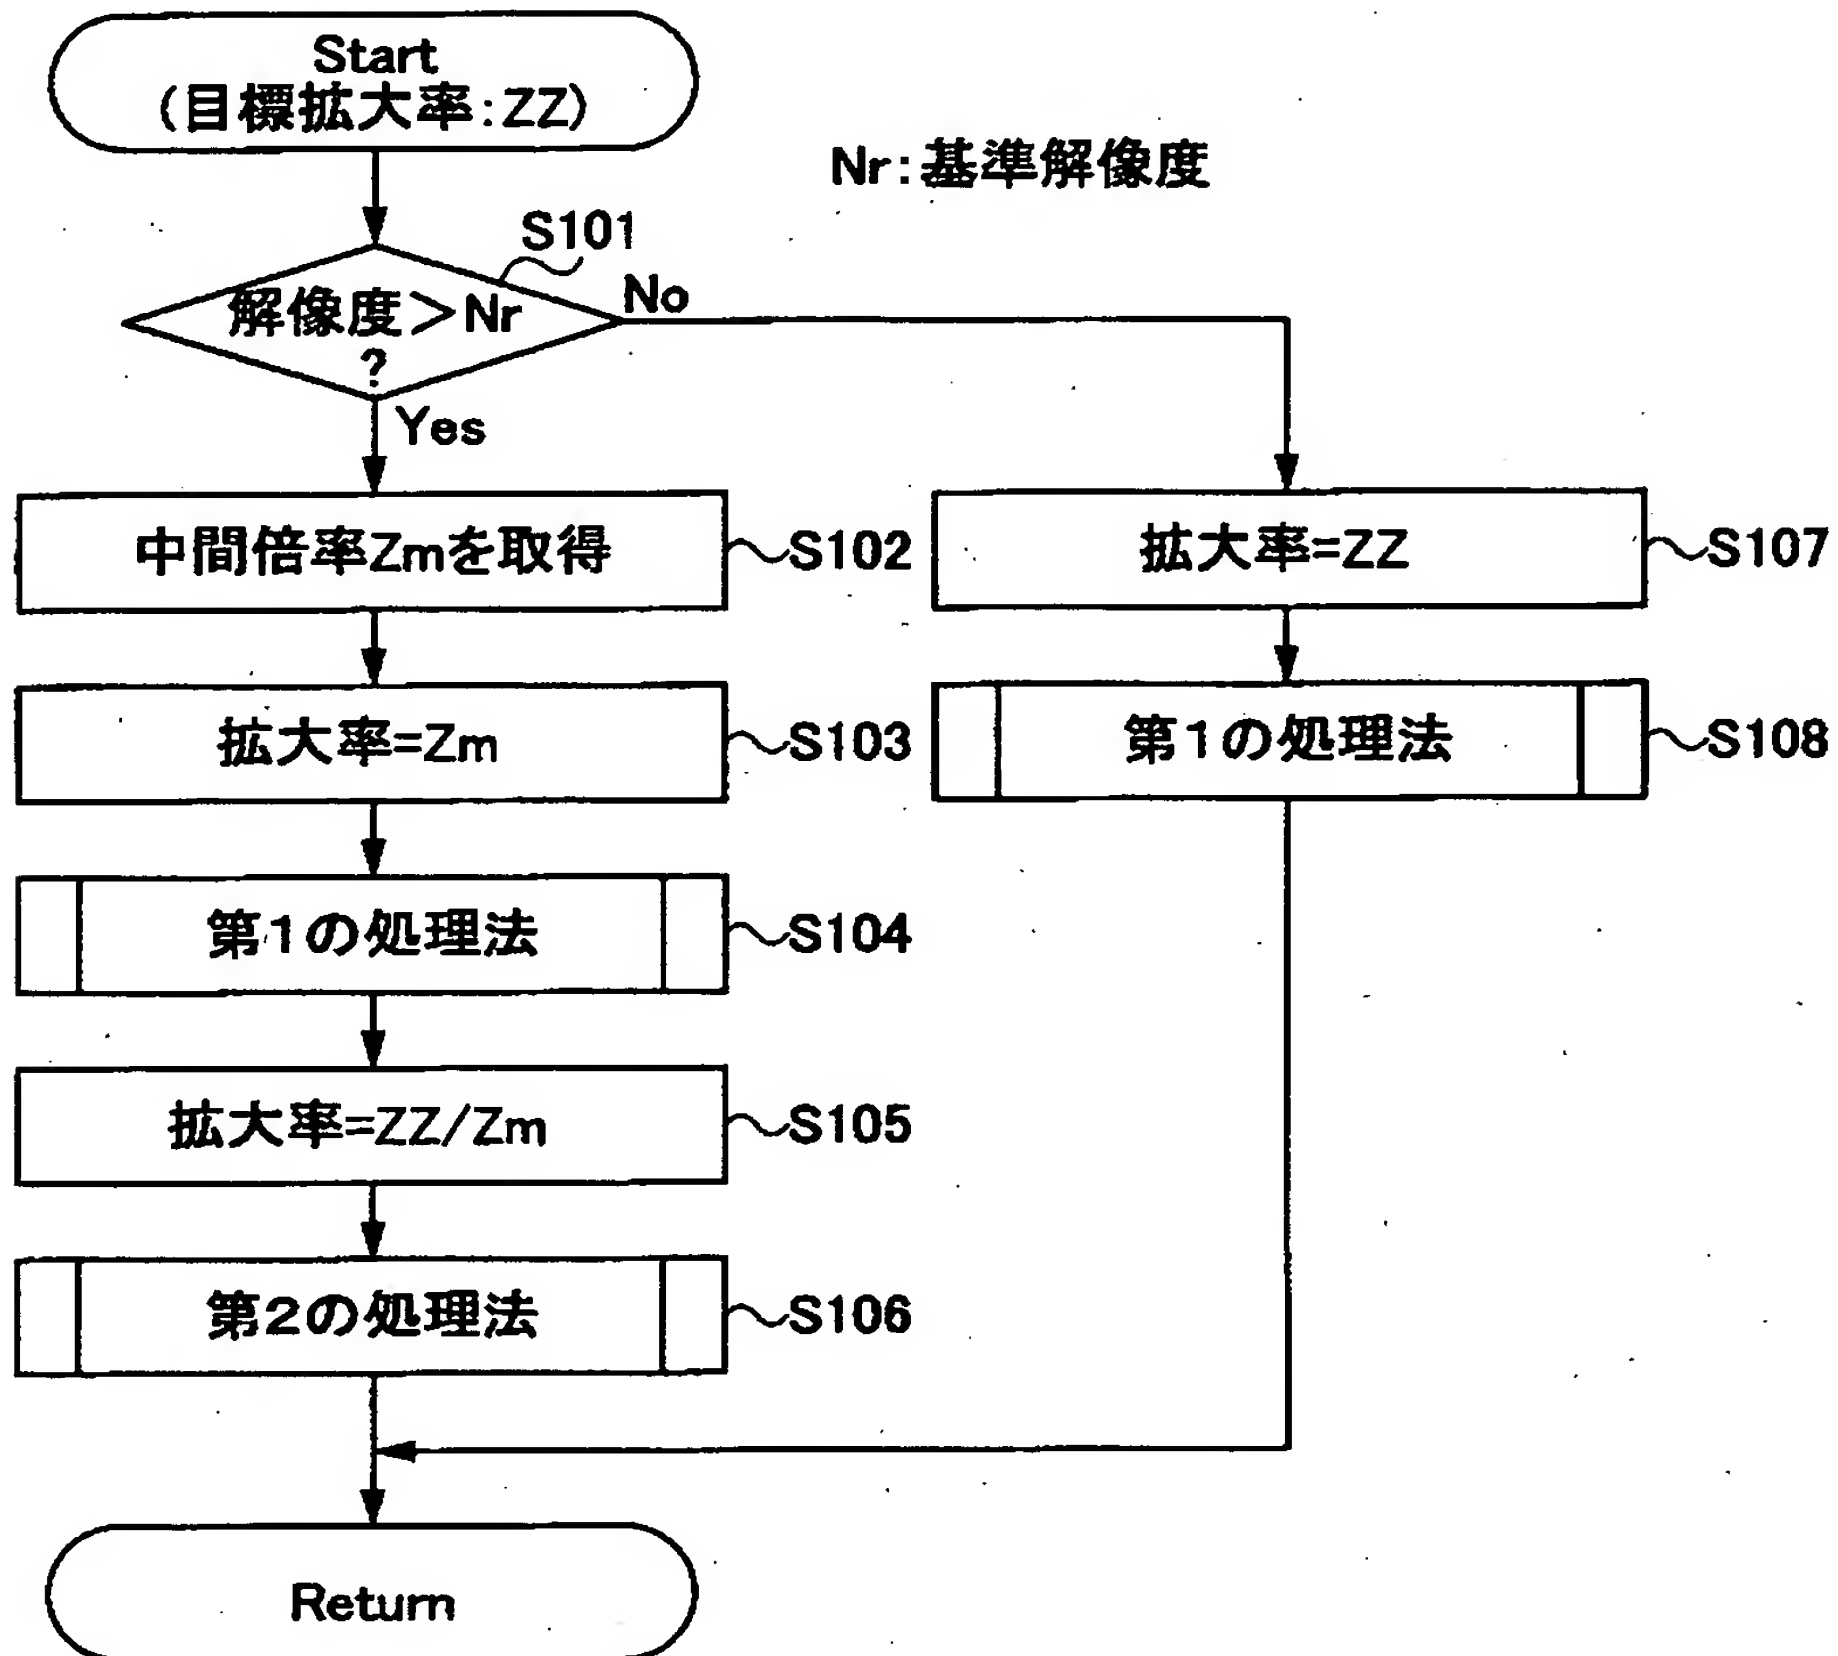 Start
(目標拡大率:ZZ)
Nr:基準解像度
S101
解像度>Nr
?
No
Yes
中間倍率Zmを取得
S102
拡大率=ZZ
S107
拡大率=Zm
S103
第1の処理法
S108
第1の処理法
S104
拡大率=ZZ/Zm
S105
第2の処理法
S106
Return